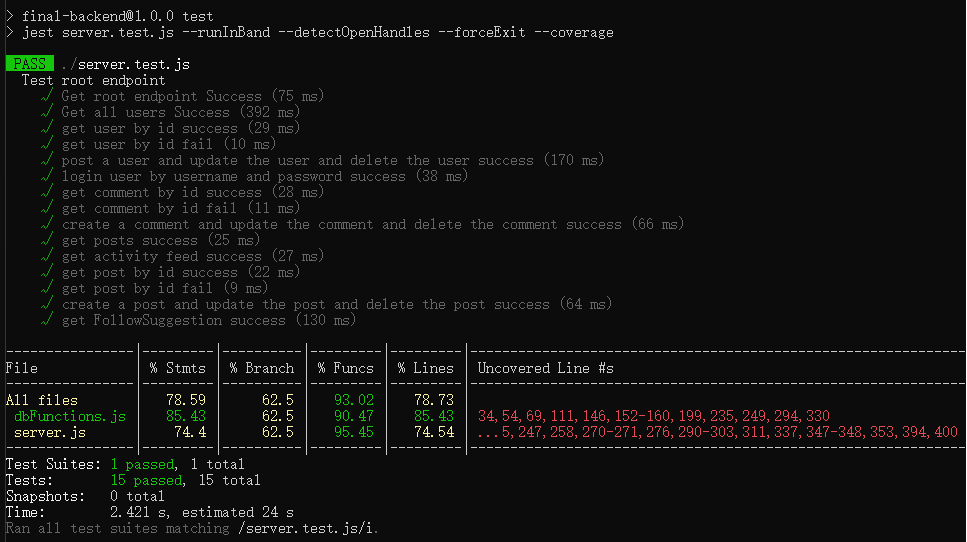 > final-backend@1.0.0 test
> jest server.test.js --runInBand --detectOpenHandles --forceExit --coverage
PASS ./server.test.js
Test root endpoint
√ Get root endpoint Success (75 ms)
√ Get all users Success (392 ms)
√ get user by id success (29 ms)
√ get user by id fail (10 ms)
√ post a user and update the user and delete the user success (170 ms)
√ login user by username and password success (38 ms)
√ get comment by id success (28 ms)
√ get comment by id fail (11 ms)
√ create a comment and update the comment and delete the comment success (66 ms)
√ get posts success (25 ms)
√ get activity feed success (27 ms)
√ get post by id success (22 ms)
√ get post by id fail (9 ms)
√ create a post and update the post and delete the post success (64 ms)
√ get FollowSuggestion success (130 ms)
File | % Stmts | % Branch | % Funcs | % Lines | Uncovered Line #s
All files | 78.59 | 62.5 | 93.02 | 78.73 |
dbFunctions.js | 85.43 | 62.5 | 90.47 | 85.43 | 34,54,69,111,146,152-160,199,235,249,294,330
server.js | 74.4 | 62.5 | 95.45 | 74.54 | ...5,247,258,270-271,276,290-303,311,337,347-348,353,394,400
Test Suites: 1 passed, 1 total
Tests: 15 passed, 15 total
Snapshots: 0 total
Time: 2.421 s, estimated 24 s
Ran all test suites matching /server.test.js/i.